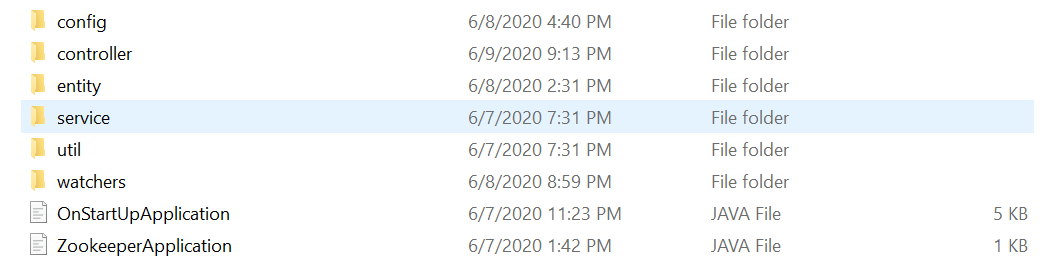 config 6/8/2020 4:40 PM File folder
controller 6/9/2020 9:13 PM File folder
entity 6/8/2020 2:31 PM File folder
service 6/7/2020 7:31 PM File folder
util 6/7/2020 7:31 PM File folder
watchers 6/8/2020 8:59 PM File folder
OnStartUpApplication 6/7/2020 11:23 PM JAVA File 5 KB
ZookeeperApplication 6/7/2020 1:42 PM JAVA File 1 KB